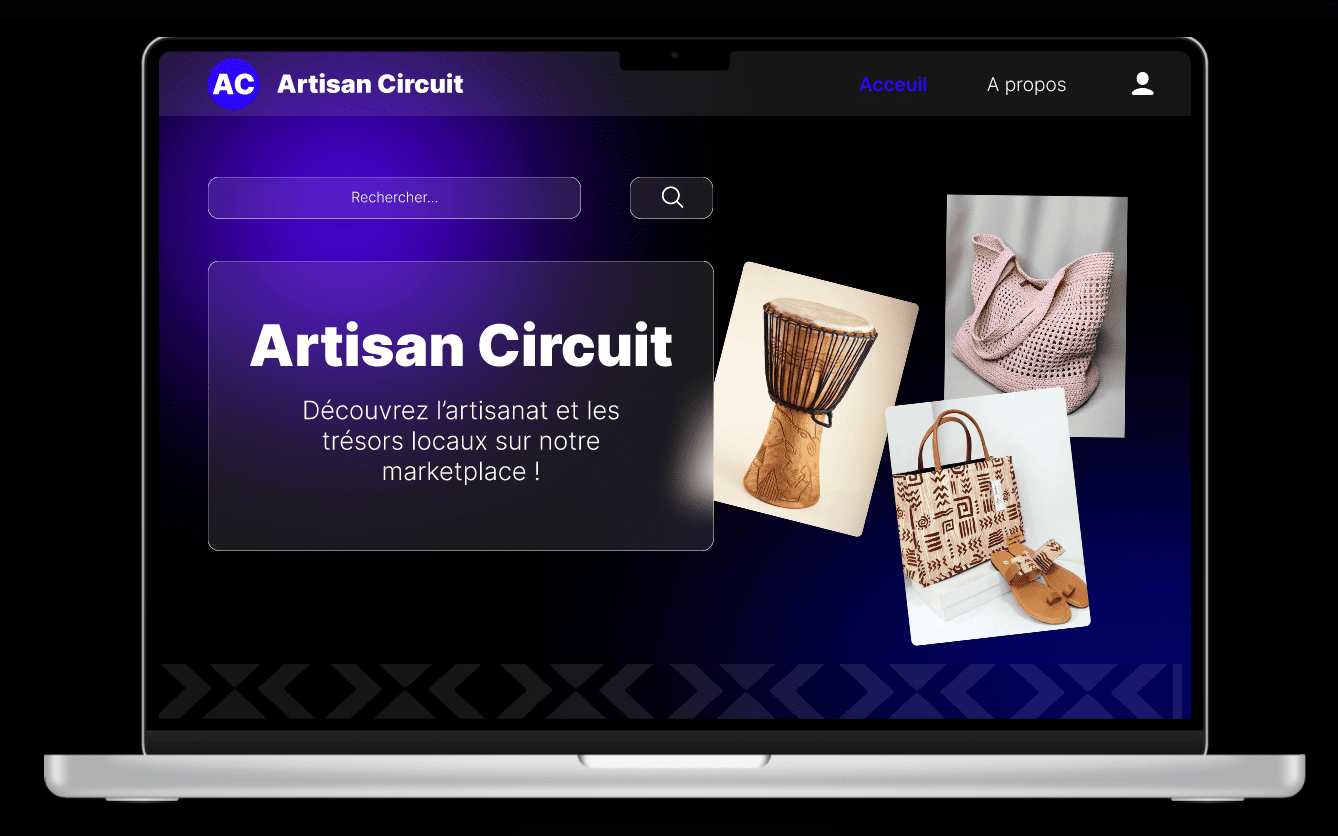 AC Artisan Circuit Acceuil A propos
Rechercher...
Artisan Circuit
Découvrez l'artisanat et les
trésors locaux sur notre
marketplace !